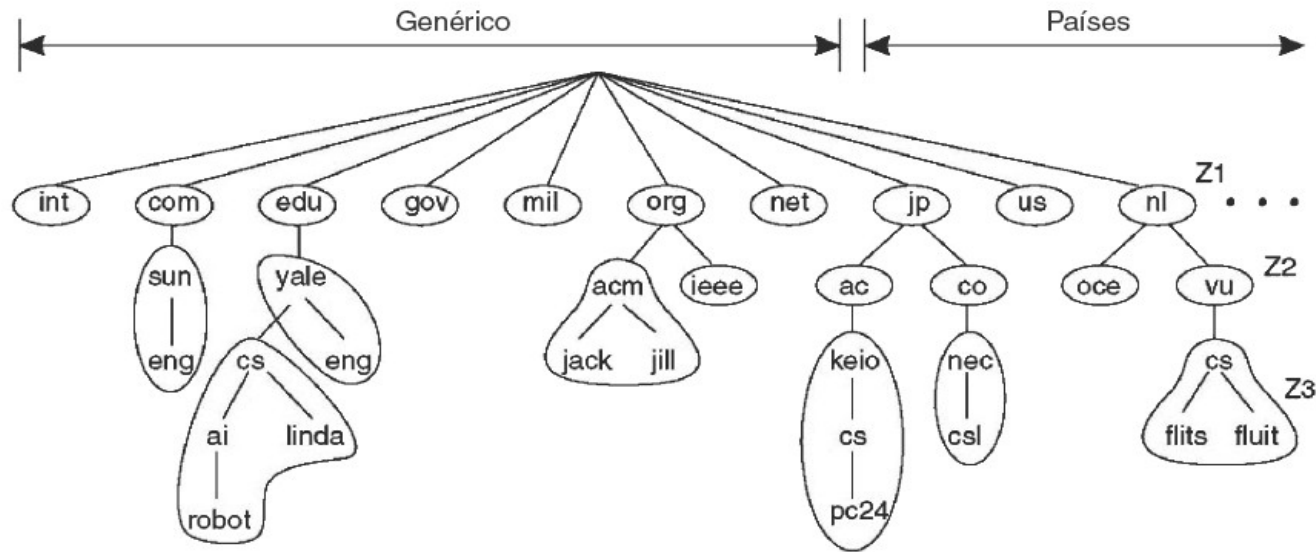 Genérico Países
int com edu gov mil org net jp us nl Z1
sun yale acm ieee ac co oce vu Z2
eng cs eng jack jill keio nec cs Z3
ai linda cs csl flits fluit
robot pc24